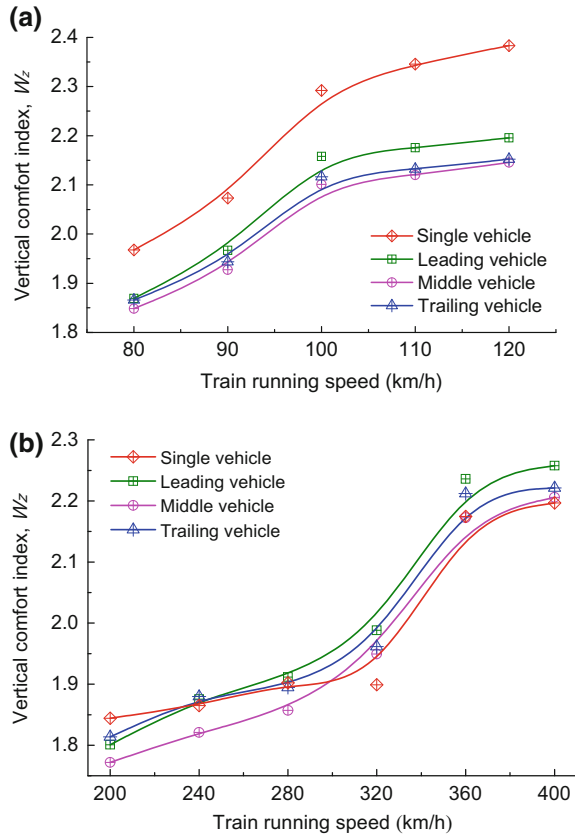 (a)
2.4
2.3
2.2
2.1
2.0
1.9
1.8
Vertical comfort index, Wz
Single vehicle
Leading vehicle
Middle vehicle
Trailing vehicle
80 90 100 110 120
Train running speed (km/h)
(b)
2.3
2.2
2.1
2.0
1.9
1.8
1.7
Vertical comfort index, Wz
Single vehicle
Leading vehicle
Middle vehicle
Trailing vehicle
200 240 280 320 360 400
Train running speed (km/h)